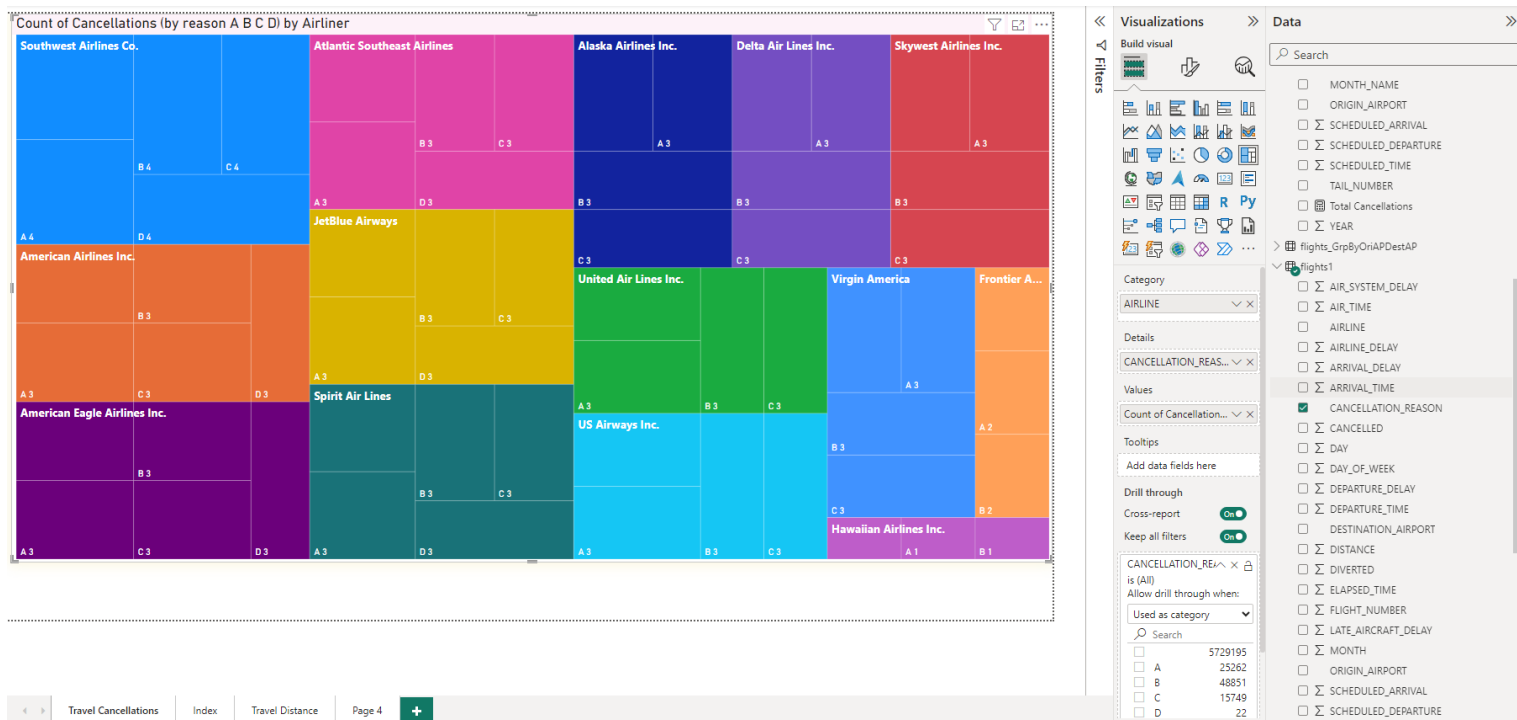 Count of Cancellations (by reason A B C D) by Airliner
Southwest Airlines Co.
B 4
C 4
A 4
D 4
American Airlines Inc.
B 3
A 3
C 3
D 3
American Eagle Airlines Inc.
B 3
A 3
C 3
D 3
Atlantic Southeast Airlines
B 3
C 3
A 3
D 3
JetBlue Airways
B 3
C 3
A 3
D 3
Spirit Air Lines
B 3
C 3
A 3
D 3
Alaska Airlines Inc.
A 3
B 3
C 3
Delta Air Lines Inc.
A 3
B 3
C 3
Skywest Airlines Inc.
A 3
B 3
C 3
United Air Lines Inc.
A 3
B 3
C 3
US Airways Inc.
A 3
B 3
C 3
Virgin America
A 3
B 3
C 3
Frontier A...
A 2
B 2
Hawaiian Airlines Inc.
A 1
B 1
Travel Cancellations
Index
Travel Distance
Page 4
+
Filters
Visualizations
Build visual
123
R
Py
123
Category
AIRLINE
Details
CANCELLATION_REAS...
Values
Count of Cancellation...
Tooltips
Add data fields here
Drill through
Cross-report
On
Keep all filters
On
CANCELLATION_RE
is (All)
Allow drill through when:
Used as category
Search
5729195
A 25262
B 48851
C 15749
D 22
Data
Search
MONTH_NAME
ORIGIN_AIRPORT
Σ SCHEDULED_ARRIVAL
Σ SCHEDULED_DEPARTURE
Σ SCHEDULED_TIME
TAIL_NUMBER
Total Cancellations
Σ YEAR
flights_GrpByOriAPDestAP
flights1
Σ AIR_SYSTEM_DELAY
Σ AIR_TIME
AIRLINE
Σ AIRLINE_DELAY
Σ ARRIVAL_DELAY
Σ ARRIVAL_TIME
CANCELLATION_REASON
Σ CANCELLED
Σ DAY
Σ DAY_OF_WEEK
Σ DEPARTURE_DELAY
Σ DEPARTURE_TIME
DESTINATION_AIRPORT
Σ DISTANCE
Σ DIVERTED
Σ ELAPSED_TIME
Σ FLIGHT_NUMBER
Σ LATE_AIRCRAFT_DELAY
Σ MONTH
ORIGIN_AIRPORT
Σ SCHEDULED_ARRIVAL
Σ SCHEDULED_DEPARTURE